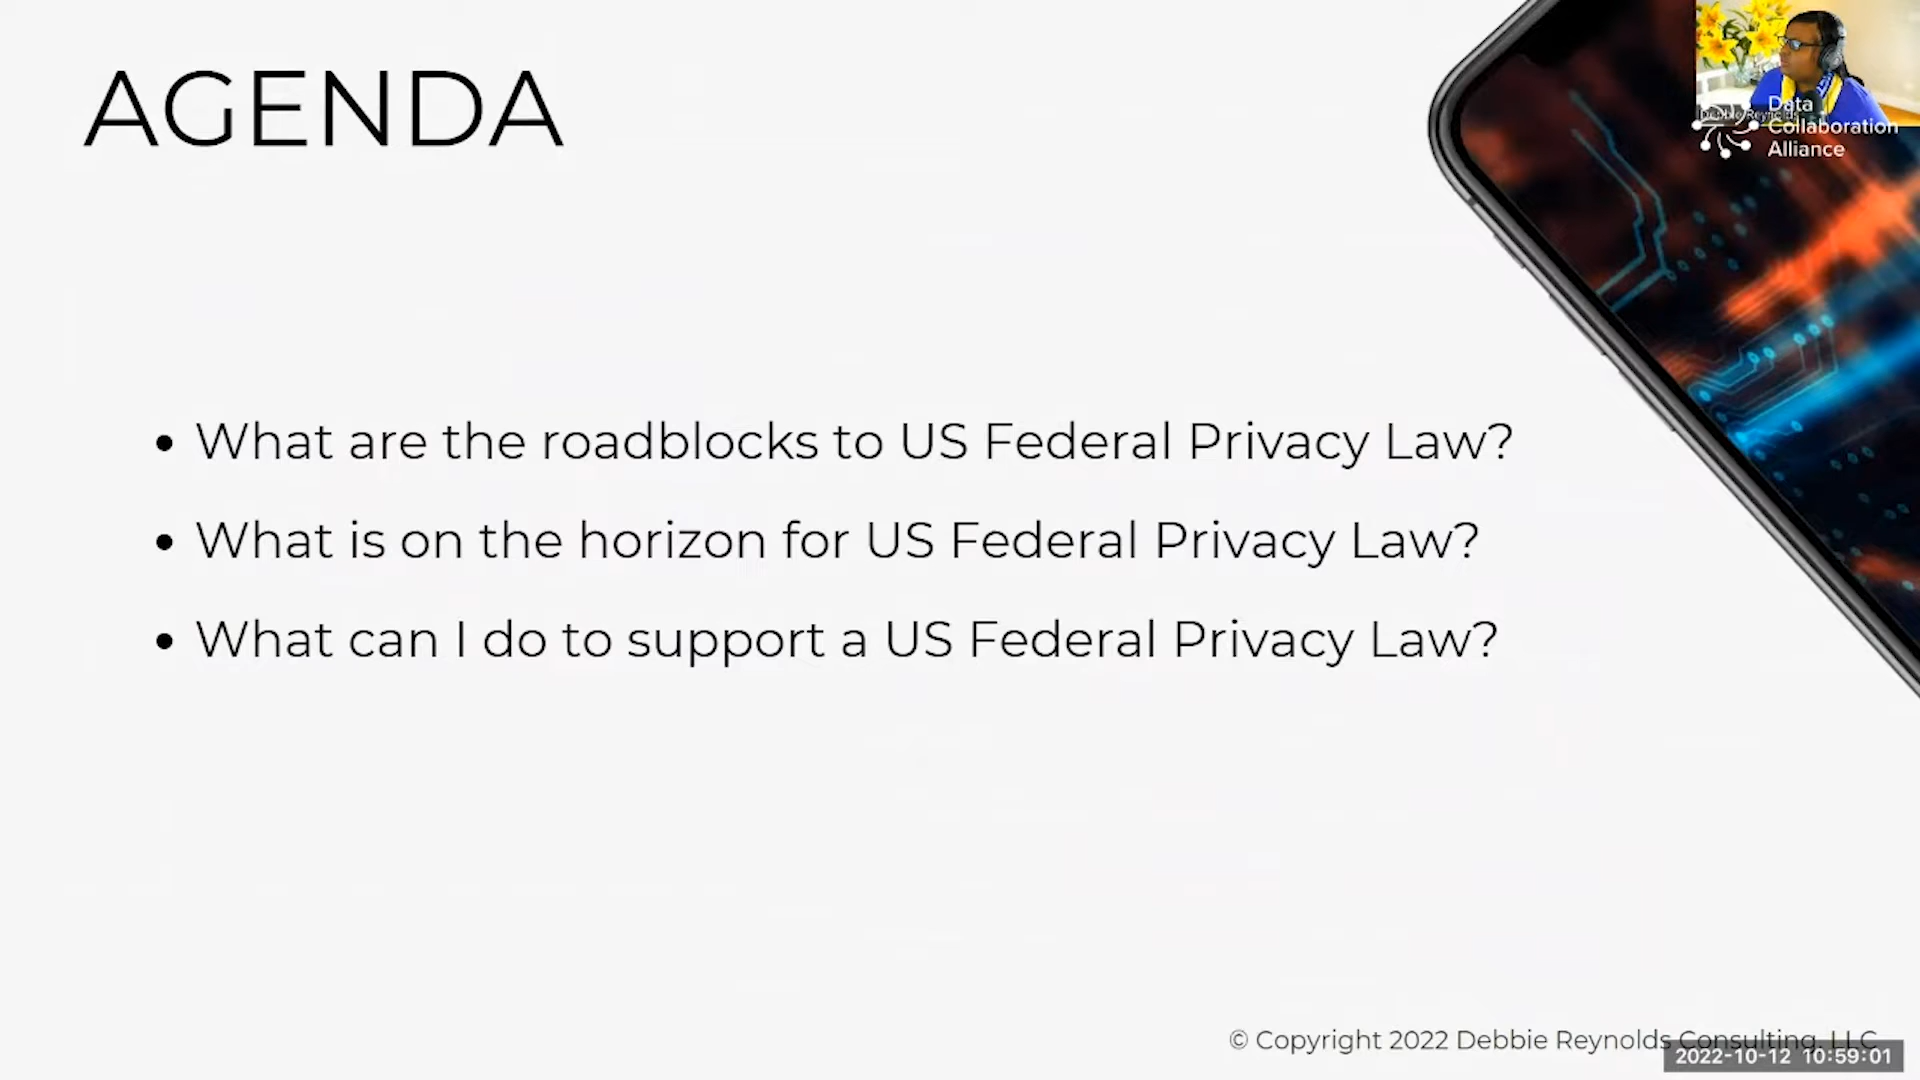 AGENDA
Debbie Reynolds
Data
Collaboration
Alliance
• What are the roadblocks to US Federal Privacy Law?
• What is on the horizon for US Federal Privacy Law?
• What can I do to support a US Federal Privacy Law?
© Copyright 2022 Debbie Reynolds Consulting, LLC
2022-10-12 10:59:01